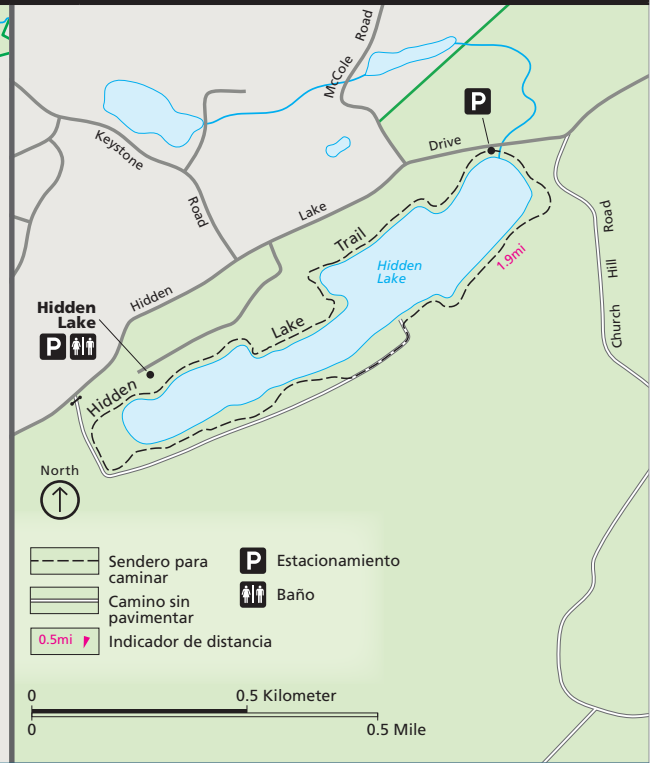 McCole Road
Keystone Road
P
Hidden Lake Drive
Hidden Lake Trail
Hidden
Lake
1.9mi
Church Hill Road
Hidden
Lake
P
North
Sendero para
caminar
Camino sin
pavimentar
0.5mi
Indicador de distancia
P
Estacionamiento
Baño
0
0.5 Kilometer
0
0.5 Mile